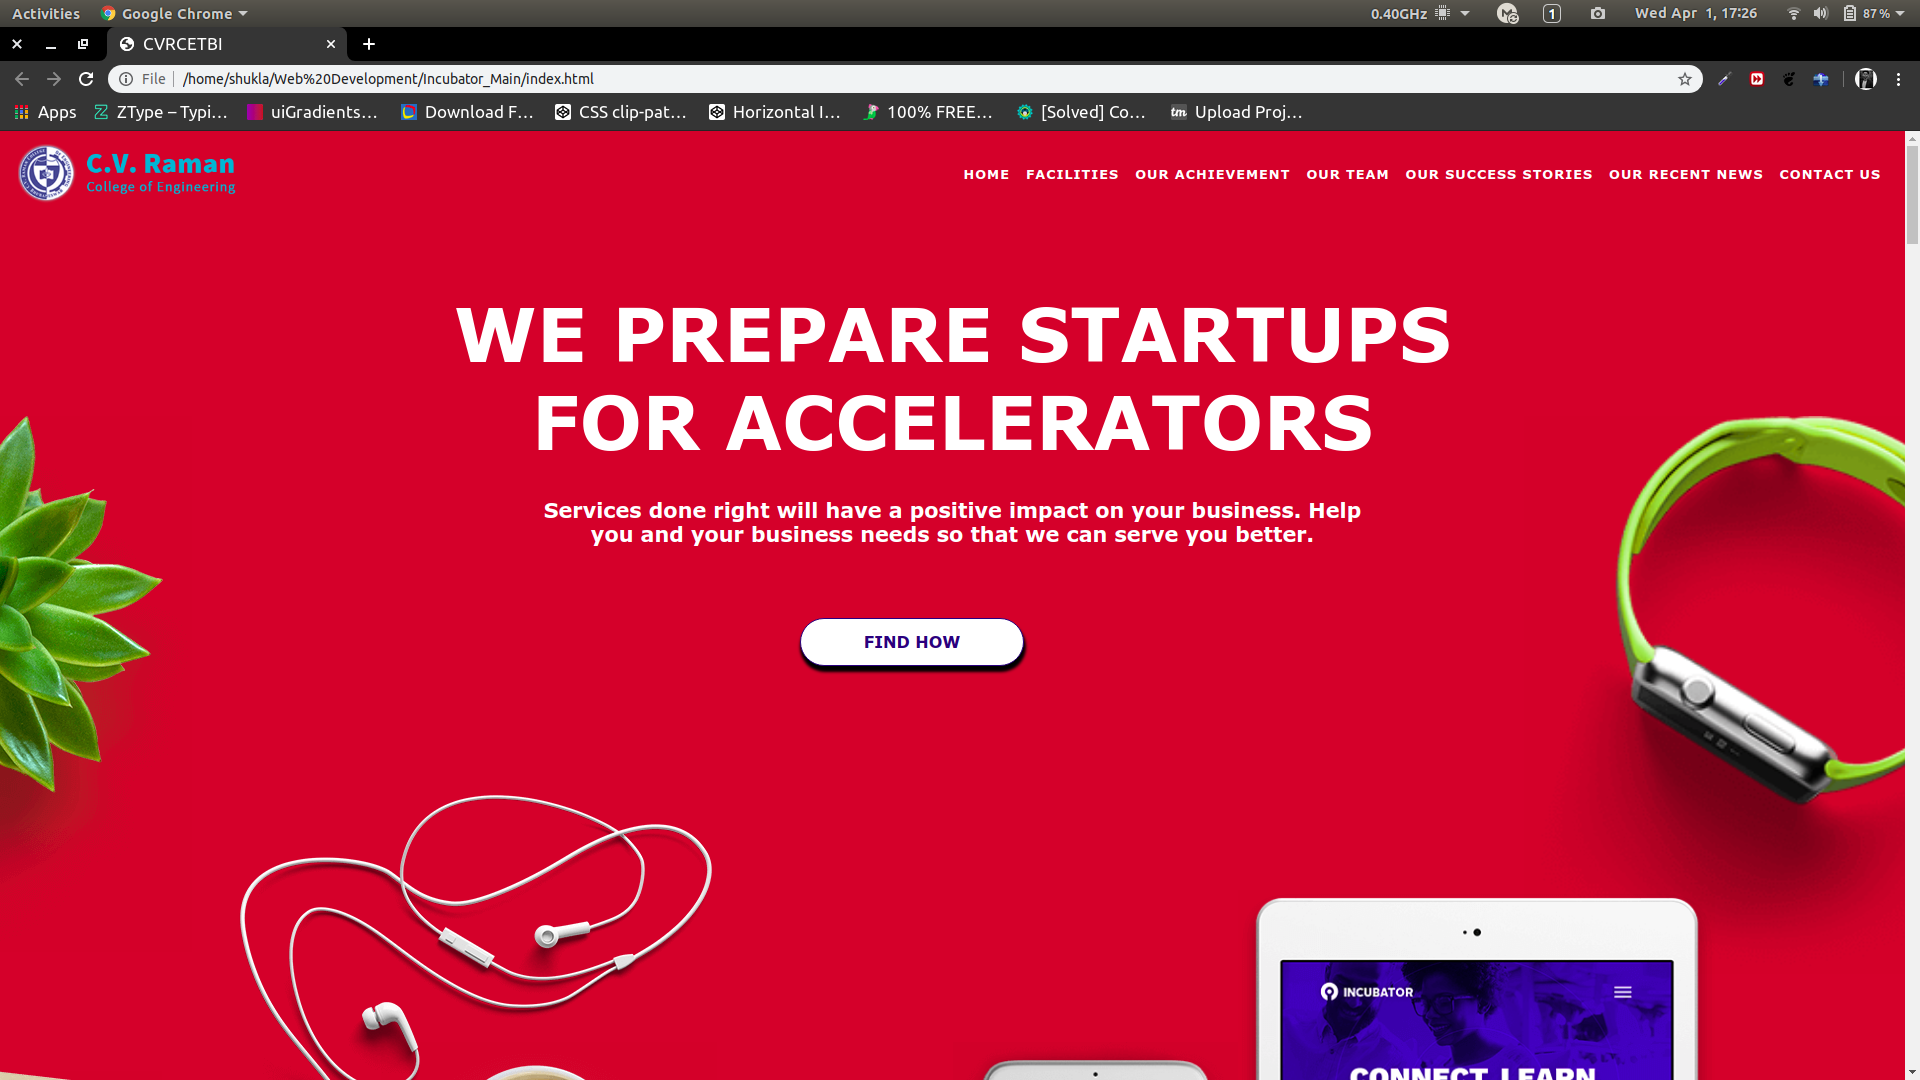 Activities Google Chrome 0.40GHz 1 Wed Apr 1, 17:26 87%
CVRCETBI
File /home/shukla/Web%20Development/Incubator_Main/index.html
Apps ZType – Typi... uiGradients... Download F... CSS clip-pat... Horizontal I... 100% FREE... [Solved] Co... tm Upload Proj...
C.V. Raman
College of Engineering
HOME FACILITIES OUR ACHIEVEMENT OUR TEAM OUR SUCCESS STORIES OUR RECENT NEWS CONTACT US
WE PREPARE STARTUPS
FOR ACCELERATORS
Services done right will have a positive impact on your business. Help
you and your business needs so that we can serve you better.
FIND HOW
INCUBATOR
CONNECT LEARN